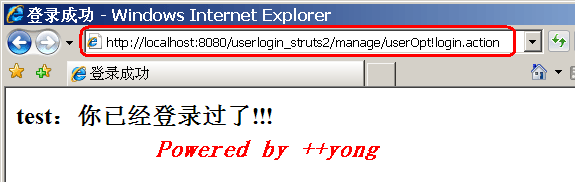 登录成功 - Windows Internet Explorer
http://localhost:8080/userlogin_struts2/manage/userOpt!login.action
登录成功
test：你已经登录过了!!!
Powered by ++yong